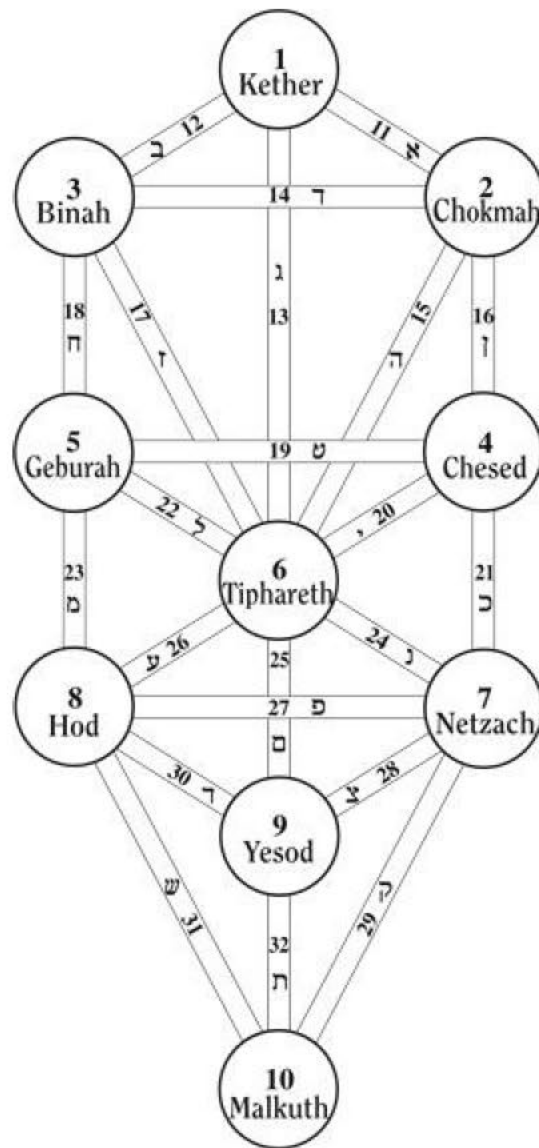 1
Kether
12
ב
11
א
3
Binah
14 ד
2
Chokmah
ג
13
18
ח
17
ז
15
ה
16
ו
5
Geburah
19 ט
4
Chesed
22 ל
י 20
6
Tiphareth
23
מ
21
כ
ע 26
25
24 נ
8
Hod
27 פ
7
Netzach
ס
30 ר
צ 28
9
Yesod
ש
31
32
ת
ק
29
10
Malkuth